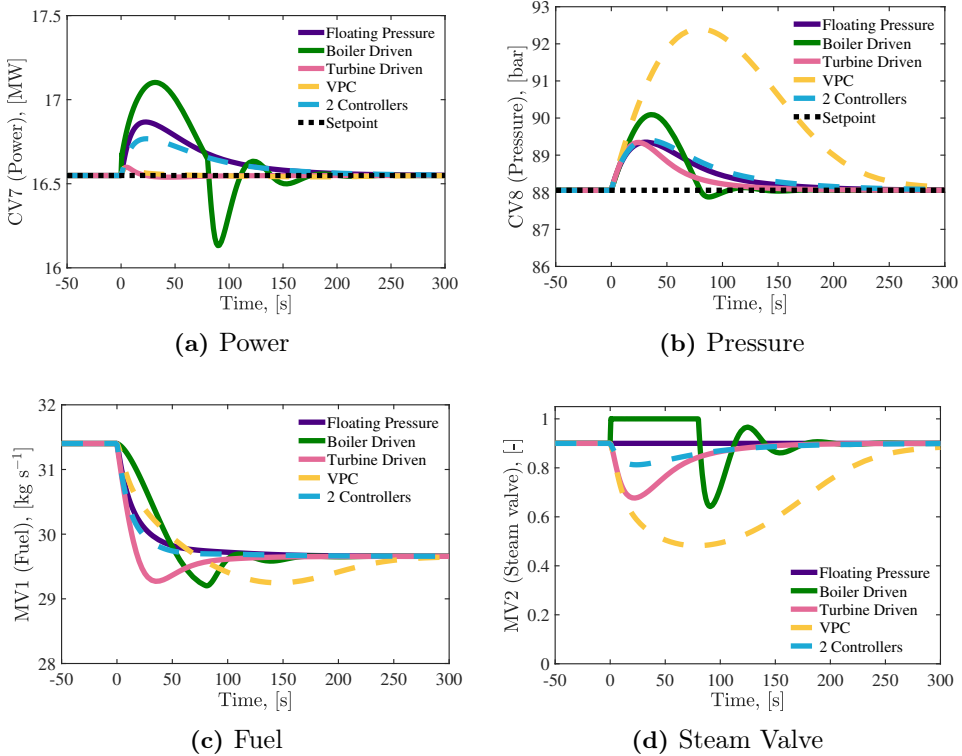 17.5
17
16.5
16
CV7 (Power), [MW]
Floating Pressure
Boiler Driven
Turbine Driven
VPC
2 Controllers
Setpoint
-50 0 50 100 150 200 250 300
Time, [s]
(a) Power
93
92
91
90
89
88
87
86
CV8 (Pressure), [bar]
Floating Pressure
Boiler Driven
Turbine Driven
VPC
2 Controllers
Setpoint
-50 0 50 100 150 200 250 300
Time, [s]
(b) Pressure
32
31
30
29
28
MV1 (Fuel), [kg s⁻¹]
Floating Pressure
Boiler Driven
Turbine Driven
VPC
2 Controllers
-50 0 50 100 150 200 250 300
Time, [s]
(c) Fuel
1
0.8
0.6
0.4
0.2
0
MV2 (Steam valve), [-]
Floating Pressure
Boiler Driven
Turbine Driven
VPC
2 Controllers
-50 0 50 100 150 200 250 300
Time, [s]
(d) Steam Valve